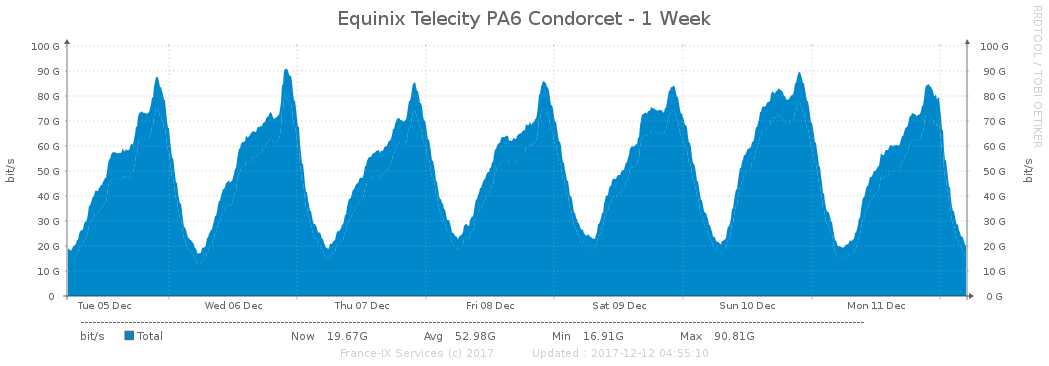 Equinix Telecity PA6 Condorcet - 1 Week
RRDTOOL / TOBI OETIKER
100 G 100 G
90 G 90 G
80 G 80 G
70 G 70 G
60 G 60 G
50 G 50 G
40 G 40 G
30 G 30 G
20 G 20 G
10 G 10 G
0 0 G
bit/s bit/s
Tue 05 Dec Wed 06 Dec Thu 07 Dec Fri 08 Dec Sat 09 Dec Sun 10 Dec Mon 11 Dec
bit/s Total Now 19.67G Avg 52.98G Min 16.91G Max 90.81G
France-IX Services (c) 2017 Updated : 2017-12-12 04:55:10